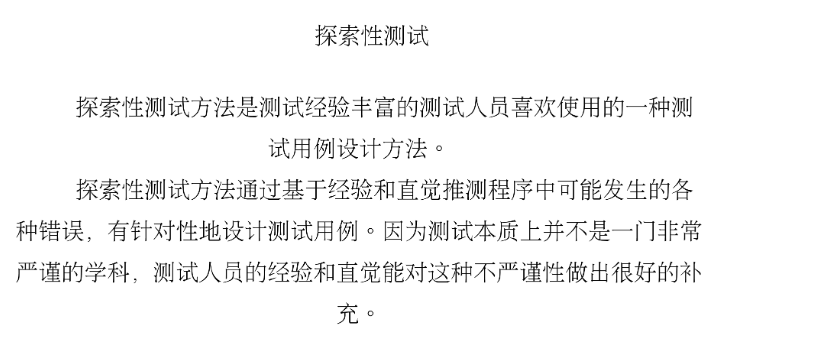 探索性测试
探索性测试方法是测试经验丰富的测试人员喜欢使用的一种测
试用例设计方法。
探索性测试方法通过基于经验和直觉推测程序中可能发生的各
种错误，有针对性地设计测试用例。因为测试本质上并不是一门非常
严谨的学科，测试人员的经验和直觉能对这种不严谨性做出很好的补
充。